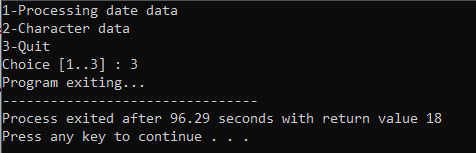 1-Processing date data
2-Character data
3-Quit
Choice [1..3] : 3
Program exiting...
--------------------------------
Process exited after 96.29 seconds with return value 18
Press any key to continue . . .